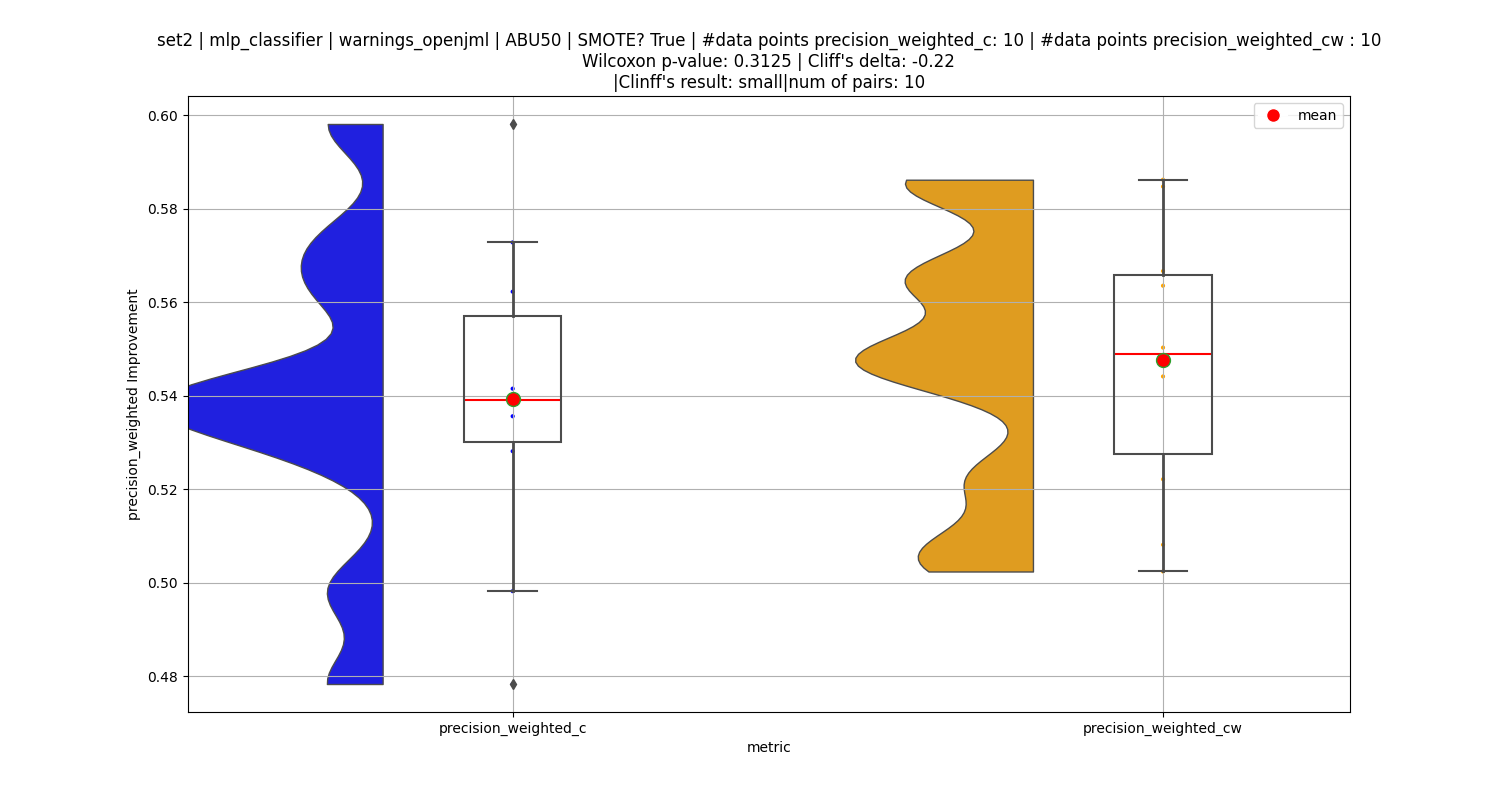 set2 | mlp_classifier | warnings_openjml | ABU50 | SMOTE? True | #data points precision_weighted_c: 10 | #data points precision_weighted_cw : 10
Wilcoxon p-value: 0.3125 | Cliff's delta: -0.22
|Clinff's result: small|num of pairs: 10
mean
0.60
0.58
0.56
0.54
0.52
0.50
0.48
precision_weighted Improvement
precision_weighted_c
precision_weighted_cw
metric